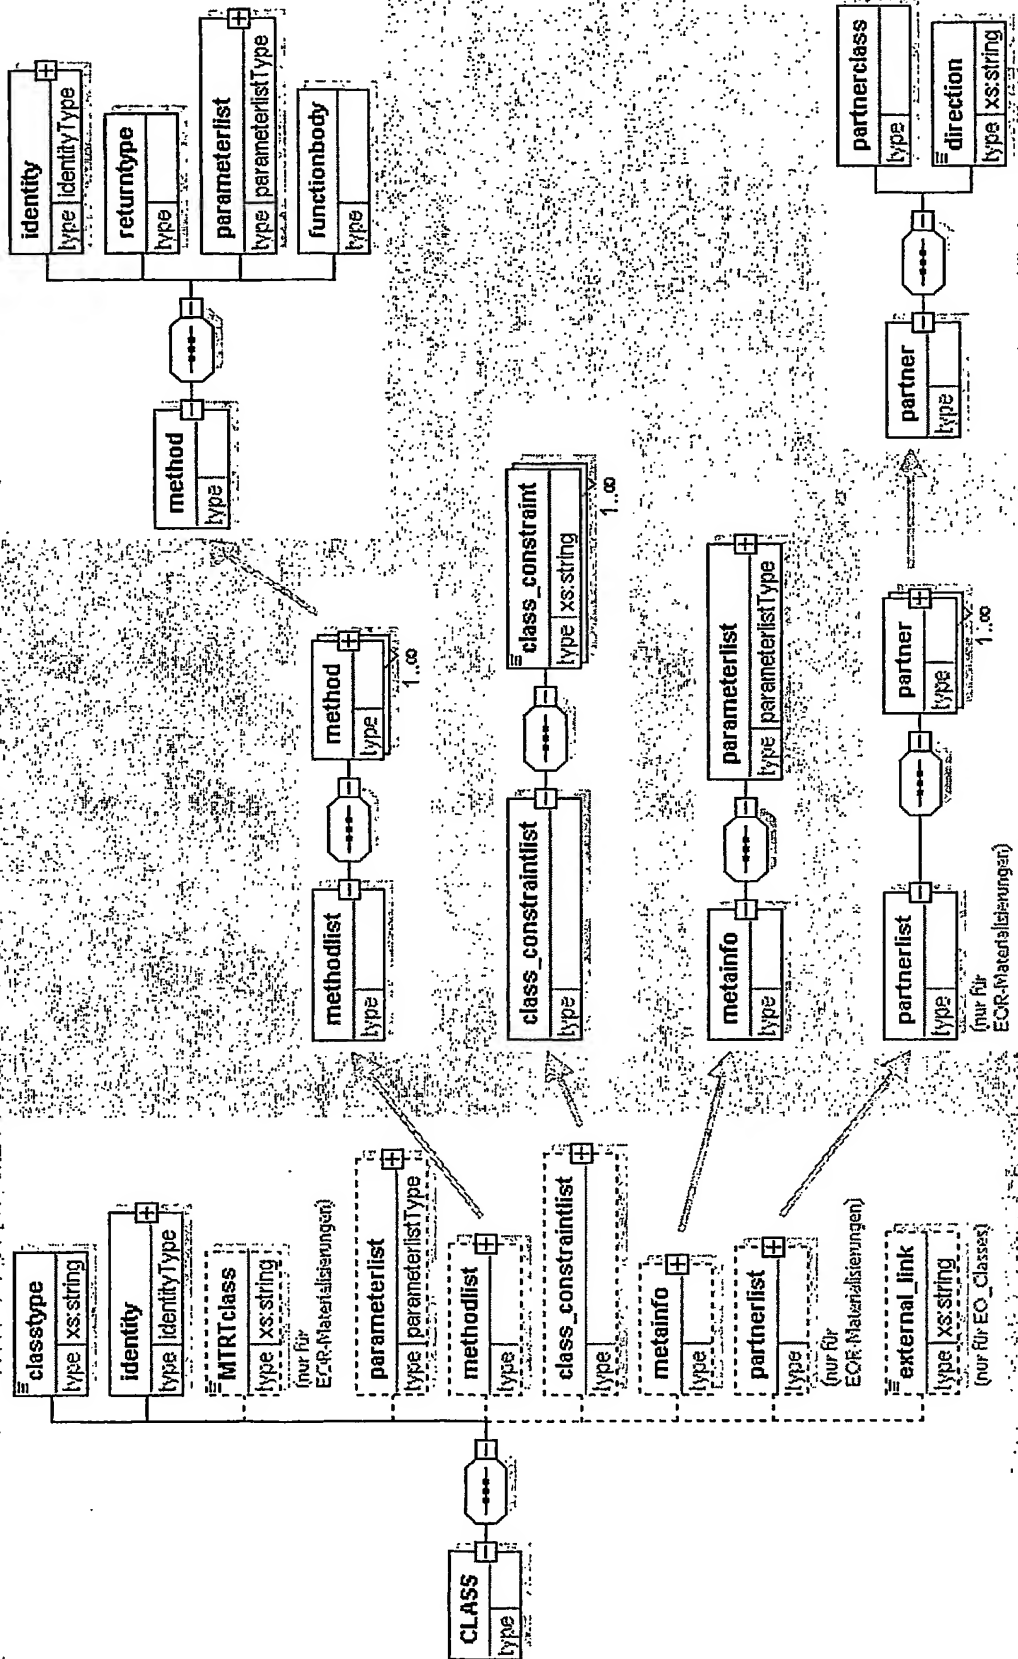 CLASS
type
classtype
type xs:string
identity
type identityType
MTRTclass
type xs:string
(nur für
EOR-Materialisierungen)
parameterlist
type parameterlistType
methodlist
type
class_constraintlist
type
metainfo
type
partnerlist
type
(nur für
EOR-Materialisierungen)
external_link
type xs:string
(nur für EO_Classes)
methodlist
type
method
type
1..∞
class_constraintlist
type
class_constraint
type xs:string
1..∞
metainfo
type
parameterlist
type parameterlistType
partnerlist
type
(nur für
EOR-Materialisierungen)
partner
type
1..∞
method
type
identity
type identityType
returntype
type
parameterlist
type parameterlistType
functionbody
type
partner
type
partnerclass
type
direction
type xs:string